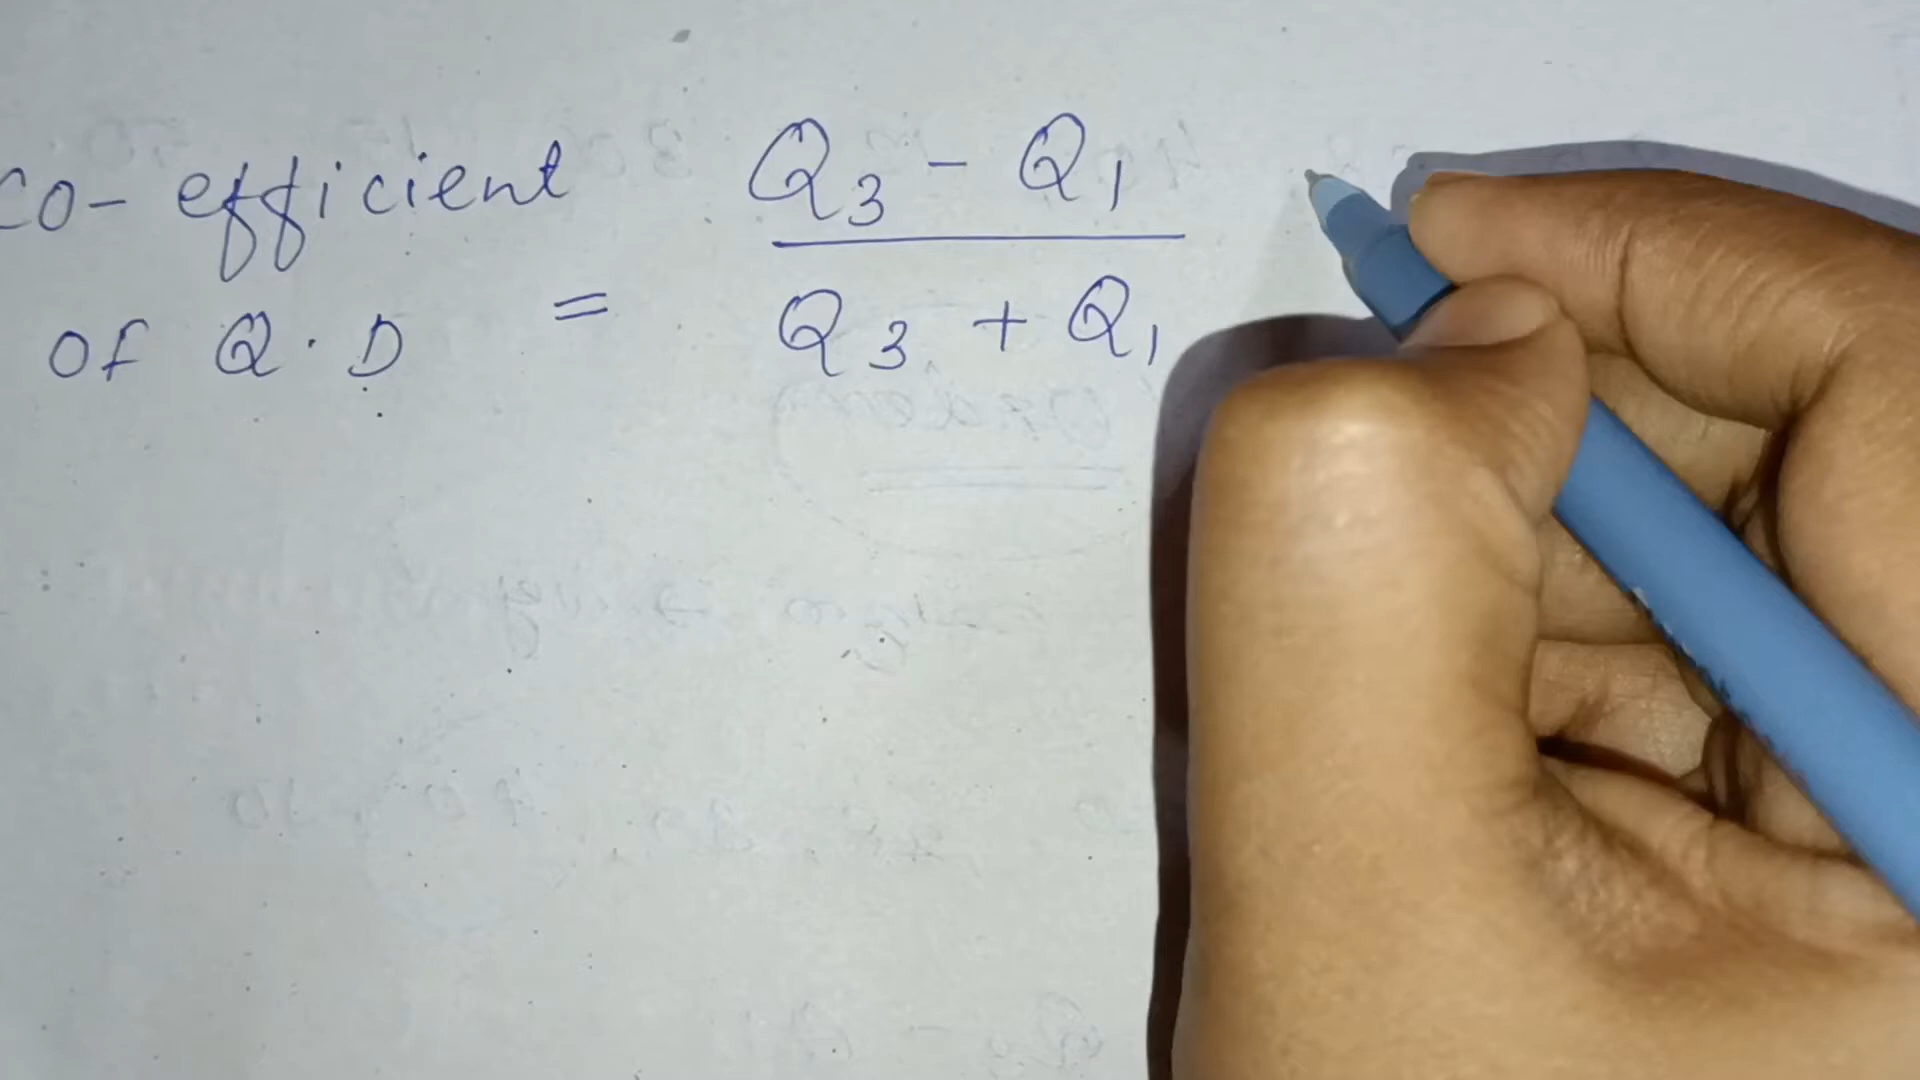 co-efficient
of Q.D = Q3 - Q1
Q3 + Q1